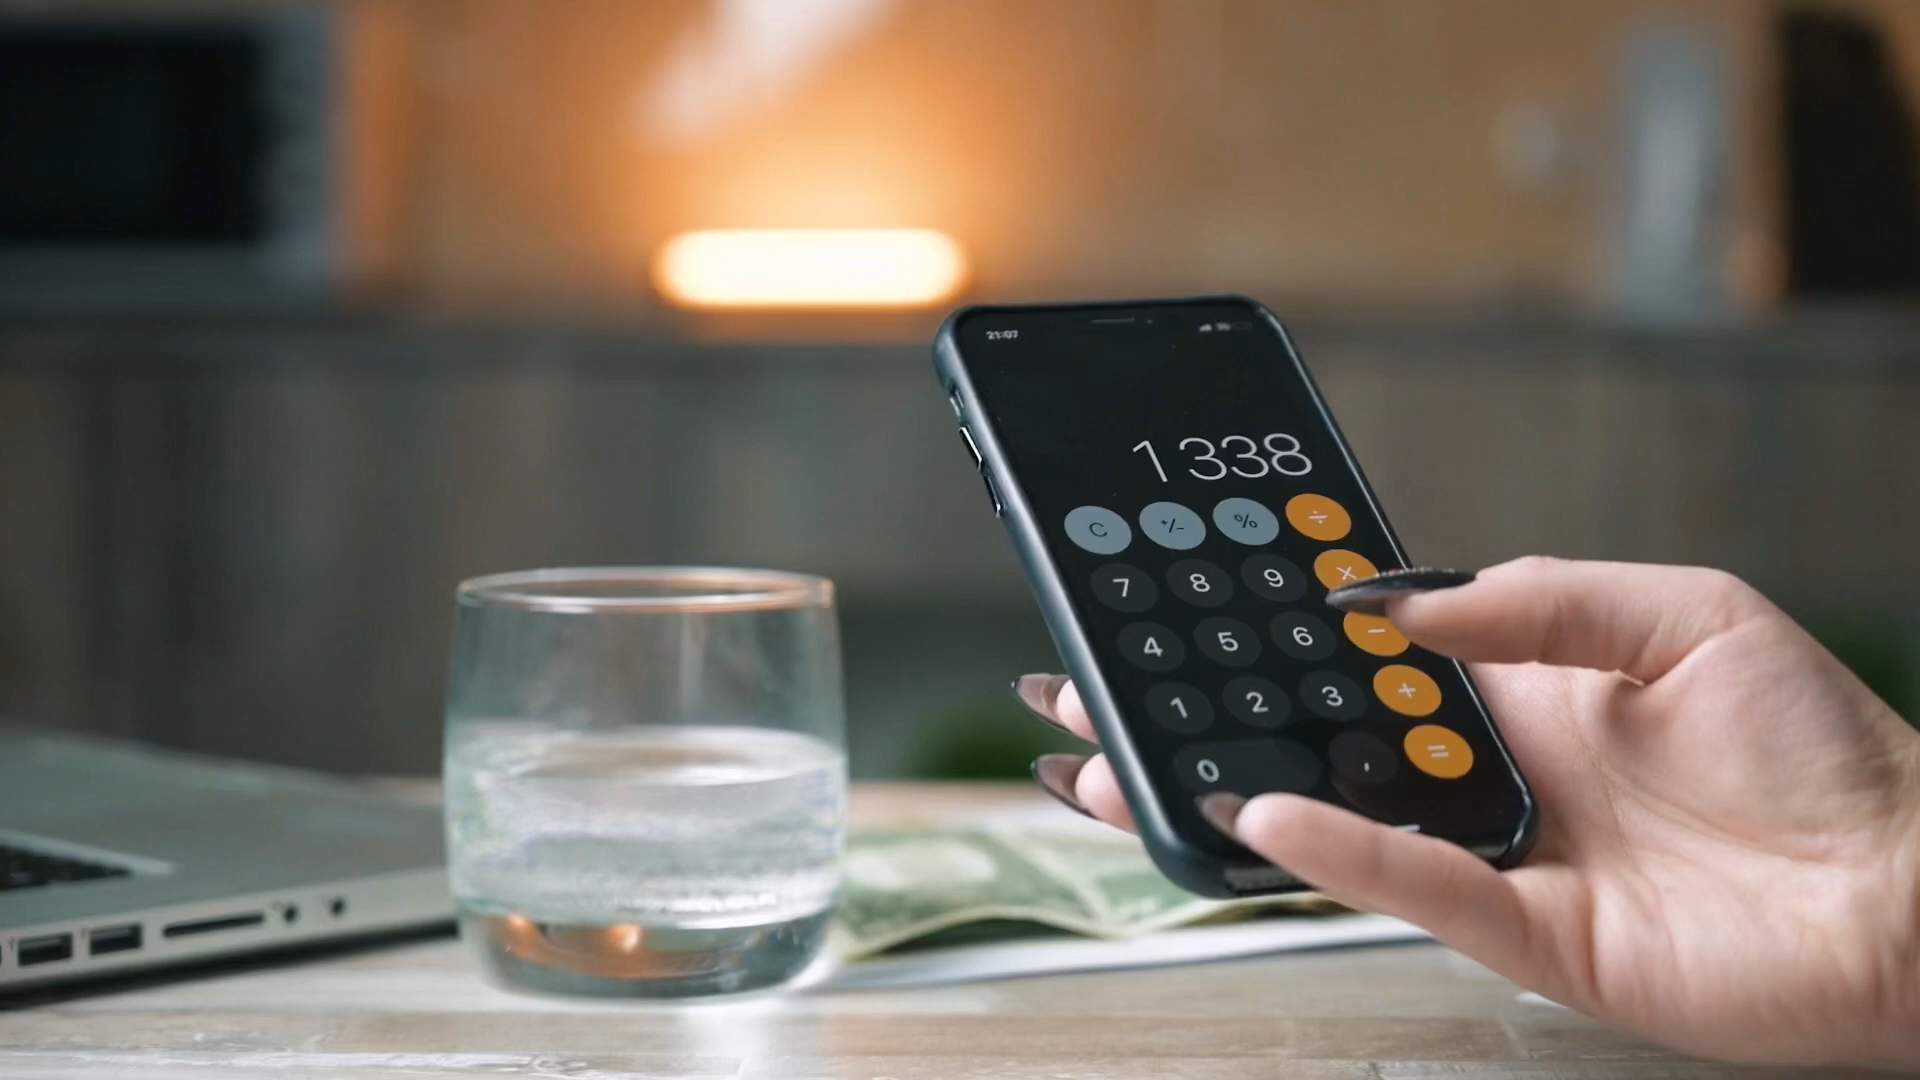 21:07
1 338
C +/- % ÷
7 8 9 ×
4 5 6 −
1 2 3 +
0 , =